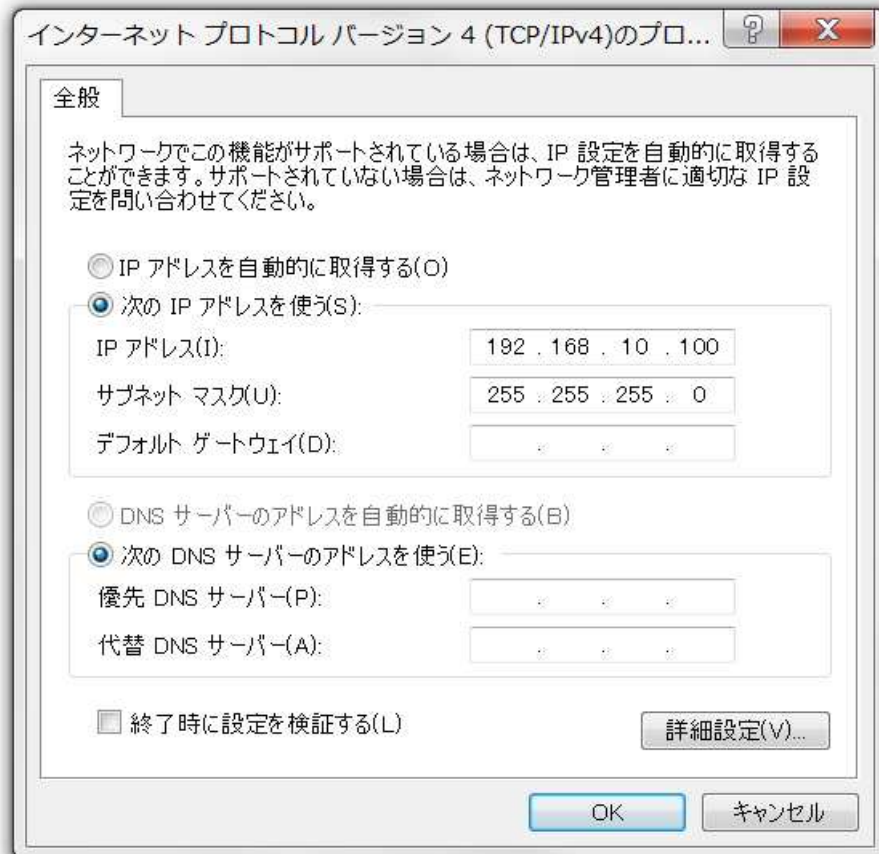 インターネット プロトコル バージョン 4 (TCP/IPv4)のプロ...
全般
ネットワークでこの機能がサポートされている場合は、IP 設定を自動的に取得する
ことができます。サポートされていない場合は、ネットワーク管理者に適切な IP 設
定を問い合わせてください。
IP アドレスを自動的に取得する(O)
次の IP アドレスを使う(S):
IP アドレス(I): 192 . 168 . 10 . 100
サブネット マスク(U): 255 . 255 . 255 . 0
デフォルト ゲートウェイ(D): . . .
DNS サーバーのアドレスを自動的に取得する(B)
次の DNS サーバーのアドレスを使う(E):
優先 DNS サーバー(P): . . .
代替 DNS サーバー(A): . . .
終了時に設定を検証する(L) 詳細設定(V)...
OK キャンセル